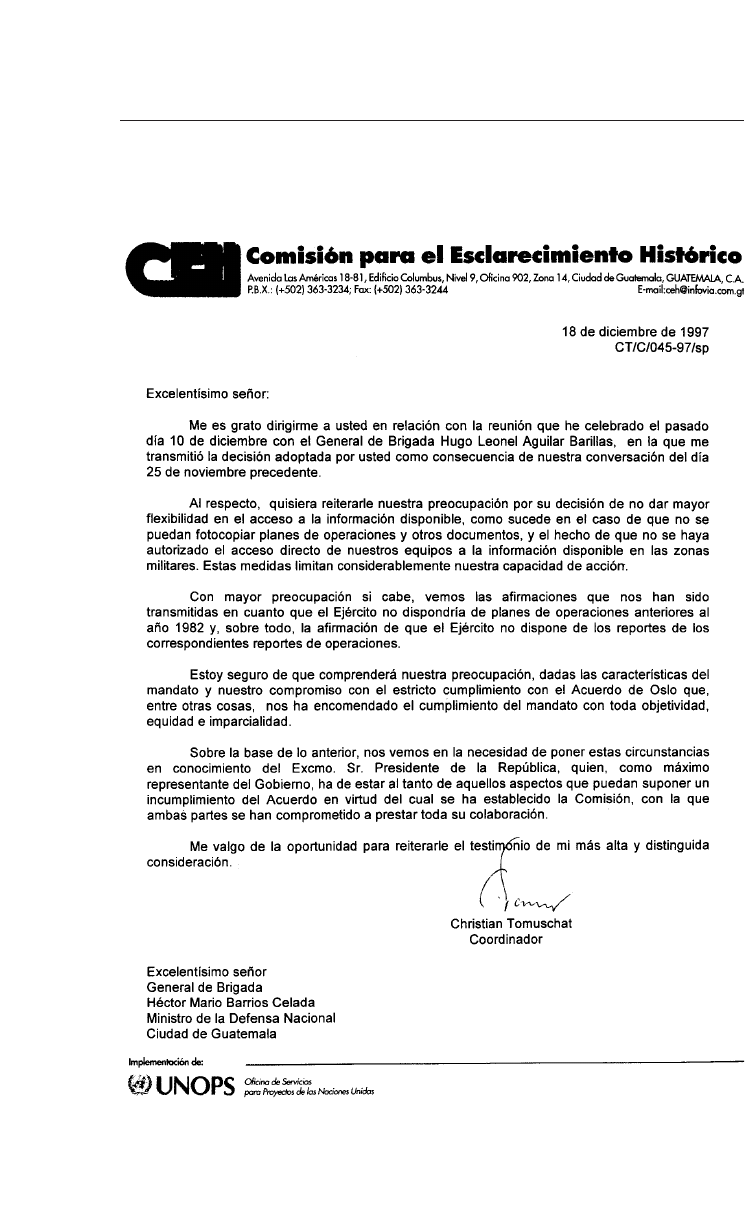 CEH
Comisión para el Esclarecimiento Histórico
Avenida Las Américas 18-81, Edificio Columbus, Nivel 9, Oficina 902, Zona 14, Ciudad de Guatemala, GUATEMALA, C.A.
P.B.X.: (+502) 363-3234; Fax: (+502) 363-3244 E-mail:ceh@infovia.com.gt
18 de diciembre de 1997
CT/C/045-97/sp
Excelentísimo señor:
Me es grato dirigirme a usted en relación con la reunión que he celebrado el pasado
día 10 de diciembre con el General de Brigada Hugo Leonel Aguilar Barillas, en la que me
transmitió la decisión adoptada por usted como consecuencia de nuestra conversación del día
25 de noviembre precedente.
Al respecto, quisiera reiterarle nuestra preocupación por su decisión de no dar mayor
flexibilidad en el acceso a la información disponible, como sucede en el caso de que no se
puedan fotocopiar planes de operaciones y otros documentos, y el hecho de que no se haya
autorizado el acceso directo de nuestros equipos a la información disponible en las zonas
militares. Estas medidas limitan considerablemente nuestra capacidad de acción.
Con mayor preocupación si cabe, vemos las afirmaciones que nos han sido
transmitidas en cuanto que el Ejército no dispondría de planes de operaciones anteriores al
año 1982 y, sobre todo, la afirmación de que el Ejército no dispone de los reportes de los
correspondientes reportes de operaciones.
Estoy seguro de que comprenderá nuestra preocupación, dadas las características del
mandato y nuestro compromiso con el estricto cumplimiento con el Acuerdo de Oslo que,
entre otras cosas, nos ha encomendado el cumplimiento del mandato con toda objetividad,
equidad e imparcialidad.
Sobre la base de lo anterior, nos vemos en la necesidad de poner estas circunstancias
en conocimiento del Excmo. Sr. Presidente de la República, quien, como máximo
representante del Gobierno, ha de estar al tanto de aquellos aspectos que puedan suponer un
incumplimiento del Acuerdo en virtud del cual se ha establecido la Comisión, con la que
ambas partes se han comprometido a prestar toda su colaboración.
Me valgo de la oportunidad para reiterarle el testimonio de mi más alta y distinguida
consideración.
Christian Tomuschat
Coordinador
Excelentísimo señor
General de Brigada
Héctor Mario Barrios Celada
Ministro de la Defensa Nacional
Ciudad de Guatemala
Implementación de:
UNOPS Oficina de Servicios
para Proyectos de las Naciones Unidas